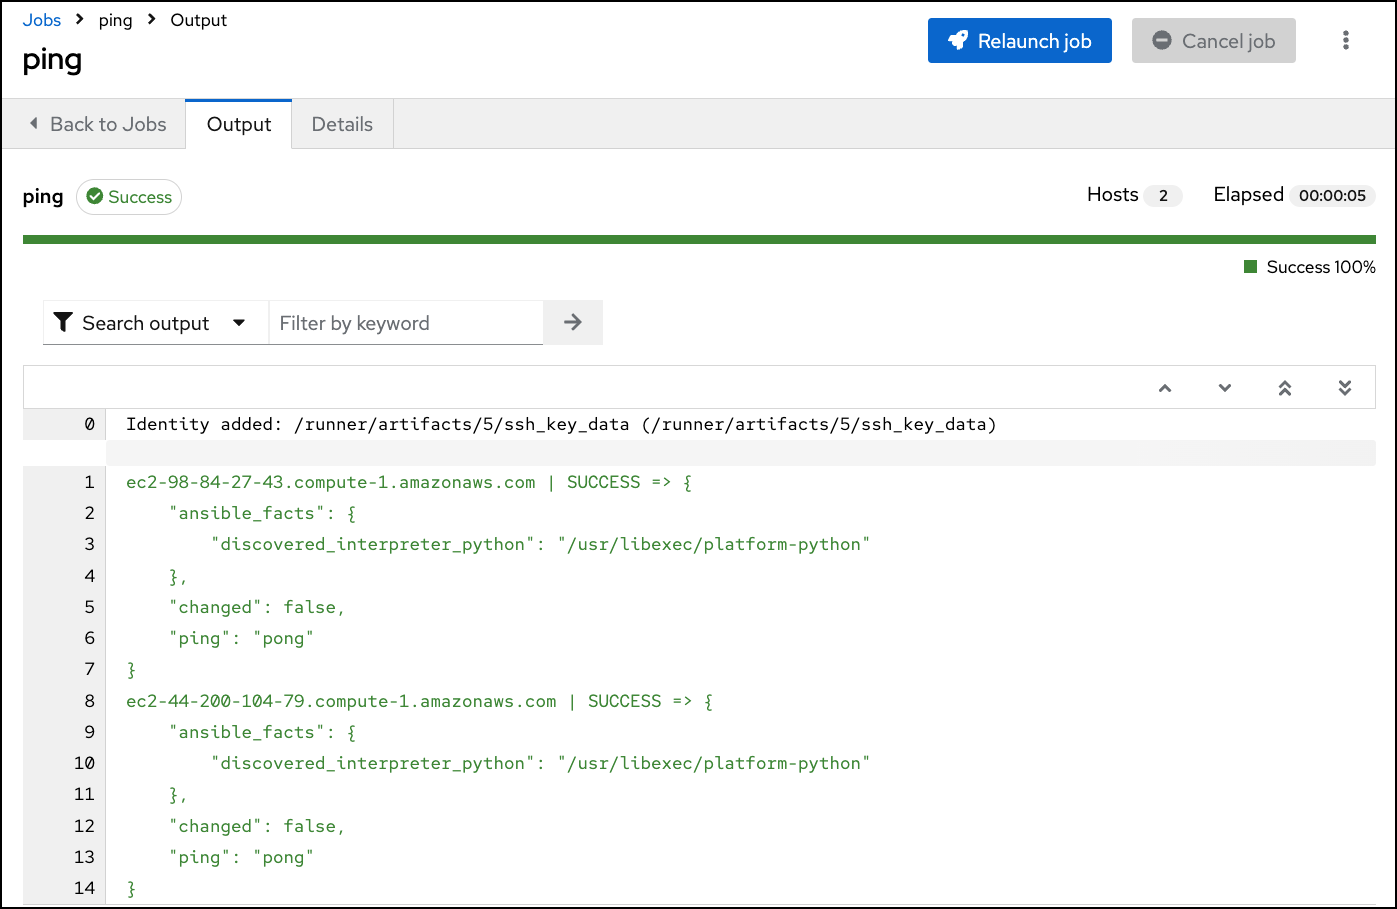 Jobs ping Output
ping
Relaunch job
Cancel job
Back to Jobs
Output
Details
ping Success
Hosts 2 Elapsed 00:00:05
Success 100%
Search output
Filter by keyword
0 Identity added: /runner/artifacts/5/ssh_key_data (/runner/artifacts/5/ssh_key_data)
1 ec2-98-84-27-43.compute-1.amazonaws.com | SUCCESS => {
2 "ansible_facts": {
3 "discovered_interpreter_python": "/usr/libexec/platform-python"
4 },
5 "changed": false,
6 "ping": "pong"
7 }
8 ec2-44-200-104-79.compute-1.amazonaws.com | SUCCESS => {
9 "ansible_facts": {
10 "discovered_interpreter_python": "/usr/libexec/platform-python"
11 },
12 "changed": false,
13 "ping": "pong"
14 }